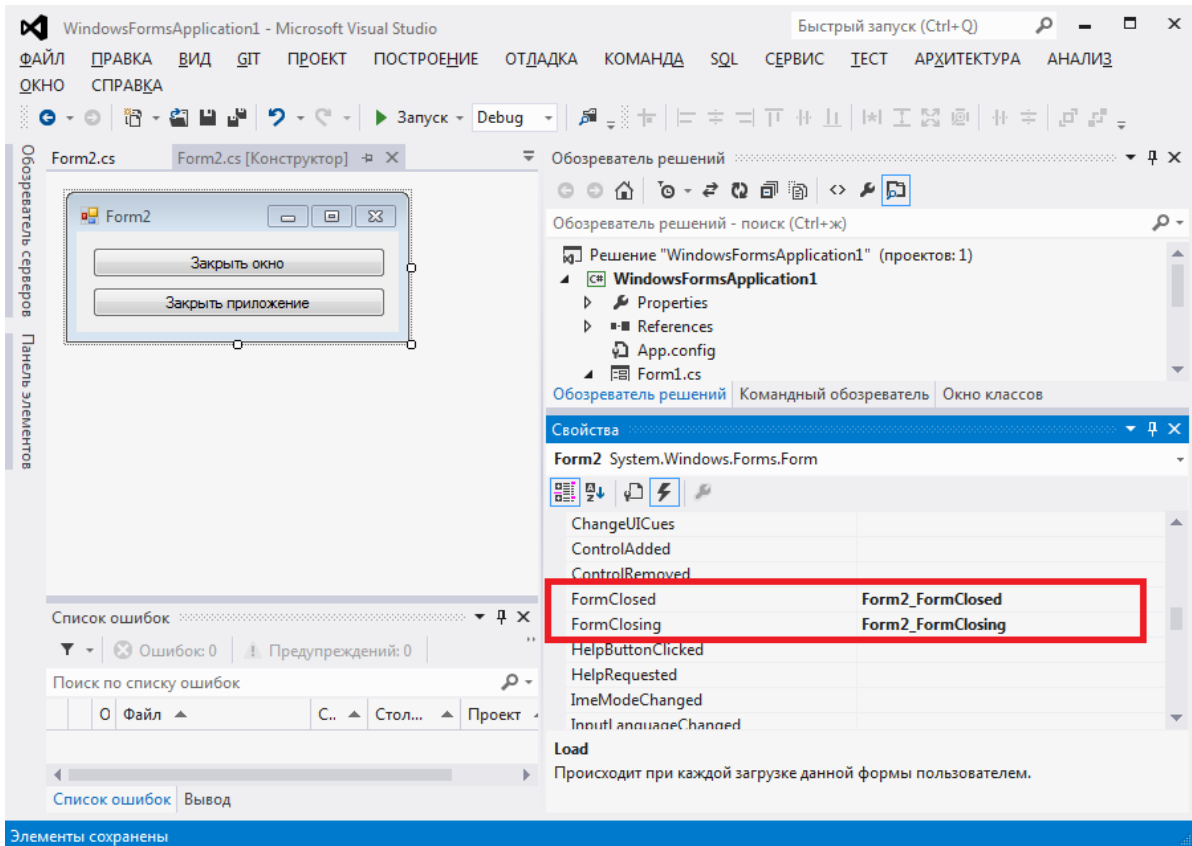 WindowsFormsApplication1 - Microsoft Visual Studio
Быстрый запуск (Ctrl+Q)
ФАЙЛ ПРАВКА ВИД GIT ПРОЕКТ ПОСТРОЕНИЕ ОТЛАДКА КОМАНДА SQL СЕРВИС ТЕСТ АРХИТЕКТУРА АНАЛИЗ
ОКНО СПРАВКА
Запуск Debug
Обозреватель серверов
Панель элементов
Form2.cs Form2.cs [Конструктор]
Form2
Закрыть окно
Закрыть приложение
Обозреватель решений
Обозреватель решений - поиск (Ctrl+ж)
Решение "WindowsFormsApplication1" (проектов: 1)
C# WindowsFormsApplication1
Properties
References
App.config
Form1.cs
Обозреватель решений Командный обозреватель Окно классов
Свойства
Form2 System.Windows.Forms.Form
ChangeUICues
ControlAdded
ControlRemoved
FormClosed Form2_FormClosed
FormClosing Form2_FormClosing
HelpButtonClicked
HelpRequested
ImeModeChanged
InputLanguageChanged
Load
Происходит при каждой загрузке данной формы пользователем.
Список ошибок
Ошибок: 0 Предупреждений: 0
Поиск по списку ошибок
О Файл С.. Стол... Проект
Список ошибок Вывод
Элементы сохранены